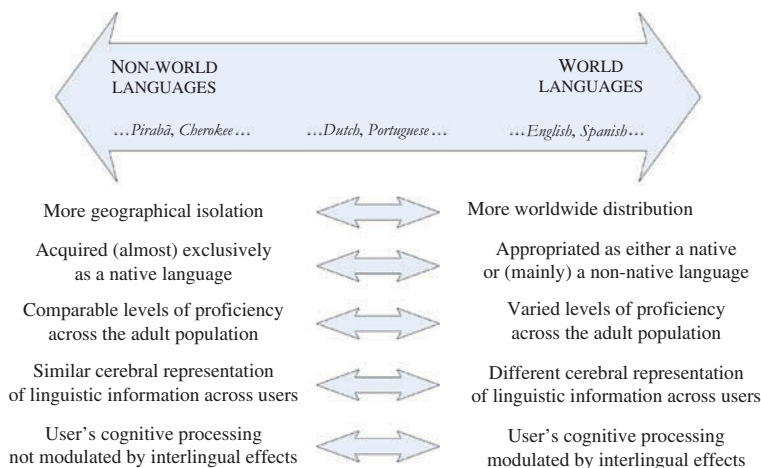 NON-WORLD
LANGUAGES
WORLD
LANGUAGES
...Pirabã, Cherokee...
...Dutch, Portuguese...
...English, Spanish...
More geographical isolation
More worldwide distribution
Acquired (almost) exclusively
as a native language
Appropriated as either a native
or (mainly) a non-native language
Comparable levels of proficiency
across the adult population
Varied levels of proficiency
across the adult population
Similar cerebral representation
of linguistic information across users
Different cerebral representation
of linguistic information across users
User's cognitive processing
not modulated by interlingual effects
User's cognitive processing
modulated by interlingual effects